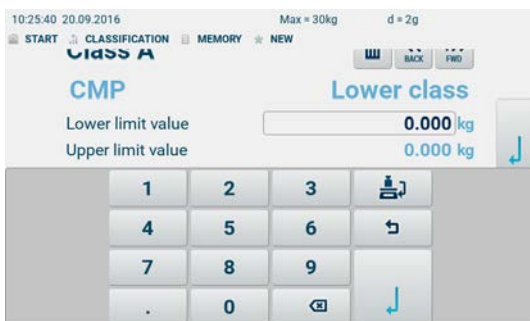 10:25:40 20.09.2016 Max = 30kg d = 2g
START CLASSIFICATION MEMORY NEW
Class A BACK FWD
CMP Lower class
Lower limit value 0.000 kg
Upper limit value 0.000 kg
1 2 3
4 5 6
7 8 9
. 0